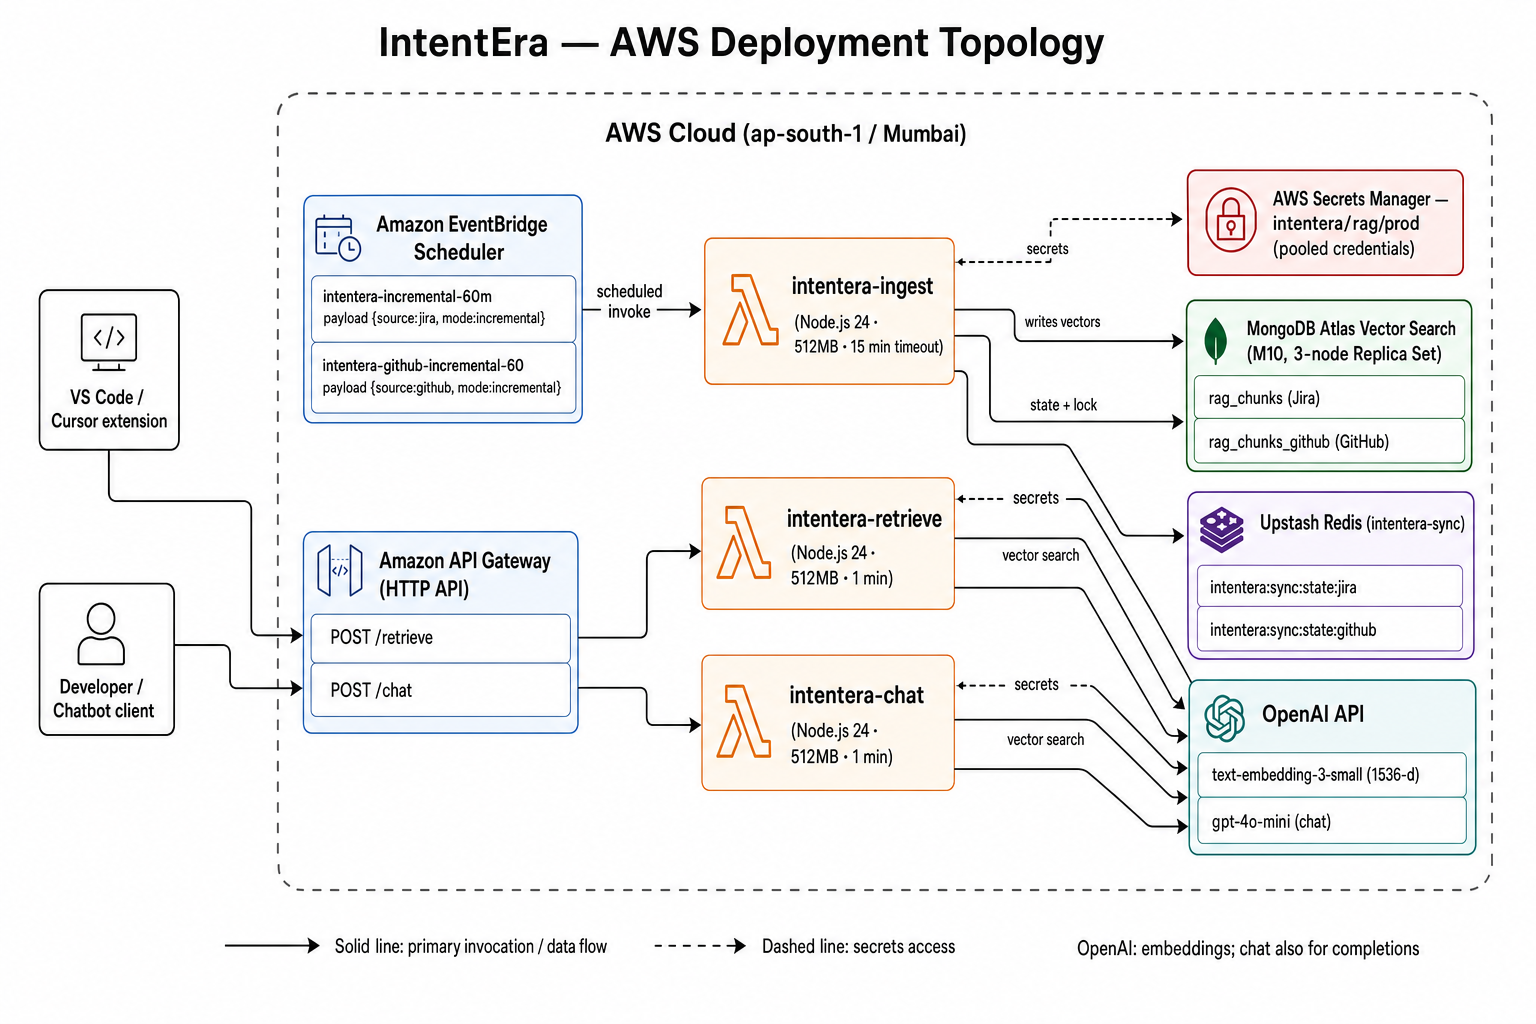 IntentEra — AWS Deployment Topology
AWS Cloud (ap-south-1 / Mumbai)
Amazon EventBridge
Scheduler
intentera-incremental-60m
payload {source:jira, mode:incremental}
intentera-github-incremental-60
payload {source:github, mode:incremental}
scheduled
invoke
intentera-ingest
(Node.js 24 ·
512MB · 15 min timeout)
secrets
writes vectors
state + lock
AWS Secrets Manager —
intentera/rag/prod
(pooled credentials)
MongoDB Atlas Vector Search
(M10, 3-node Replica Set)
rag_chunks (Jira)
rag_chunks_github (GitHub)
VS Code /
Cursor extension
Developer /
Chatbot client
Amazon API Gateway
(HTTP API)
POST /retrieve
POST /chat
intentera-retrieve
(Node.js 24 ·
512MB · 1 min)
secrets
vector search
intentera-chat
(Node.js 24 ·
512MB · 1 min)
secrets
vector search
Upstash Redis (intentera-sync)
intentera:sync:state:jira
intentera:sync:state:github
OpenAI API
text-embedding-3-small (1536-d)
gpt-4o-mini (chat)
Solid line: primary invocation / data flow
Dashed line: secrets access
OpenAI: embeddings; chat also for completions